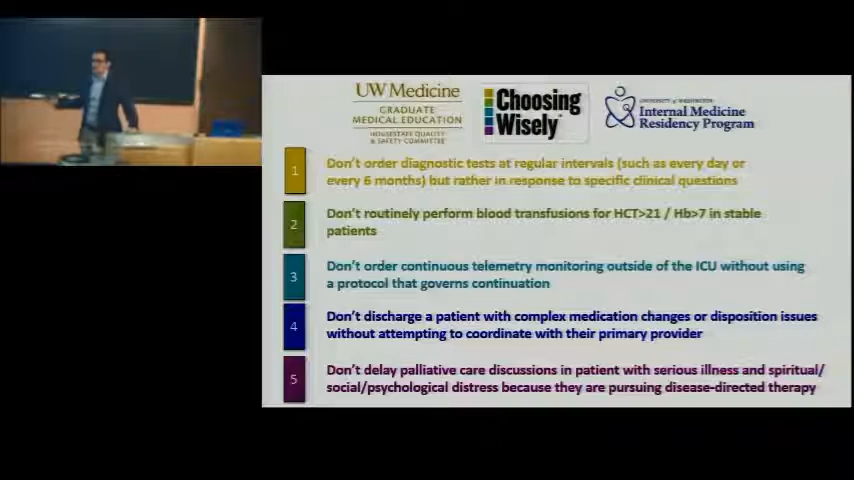 UW Medicine
GRADUATE
MEDICAL EDUCATION
HOUSESTAFF QUALITY
& SAFETY COMMITTEE
Choosing
Wisely
UNIVERSITY of WASHINGTON
Internal Medicine
Residency Program
1
Don't order diagnostic tests at regular intervals (such as every day or
every 6 months) but rather in response to specific clinical questions
2
Don't routinely perform blood transfusions for HCT>21 / Hb>7 in stable
patients
3
Don't order continuous telemetry monitoring outside of the ICU without using
a protocol that governs continuation
4
Don't discharge a patient with complex medication changes or disposition issues
without attempting to coordinate with their primary provider
5
Don't delay palliative care discussions in patient with serious illness and spiritual/
social/psychological distress because they are pursuing disease-directed therapy